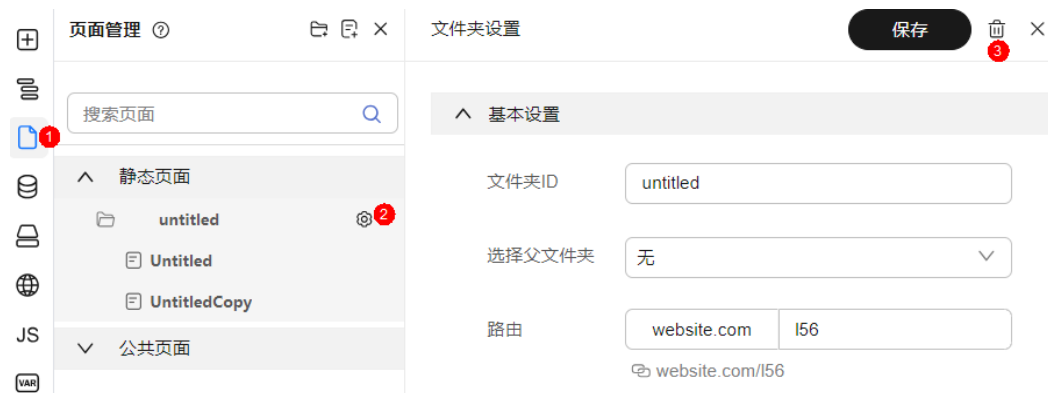 页面管理
文件夹设置
保存
3
搜索页面
基本设置
1
静态页面
文件夹ID
untitled
untitled
2
选择父文件夹
无
Untitled
UntitledCopy
路由
website.com
l56
JS
公共页面
website.com/l56
VAR